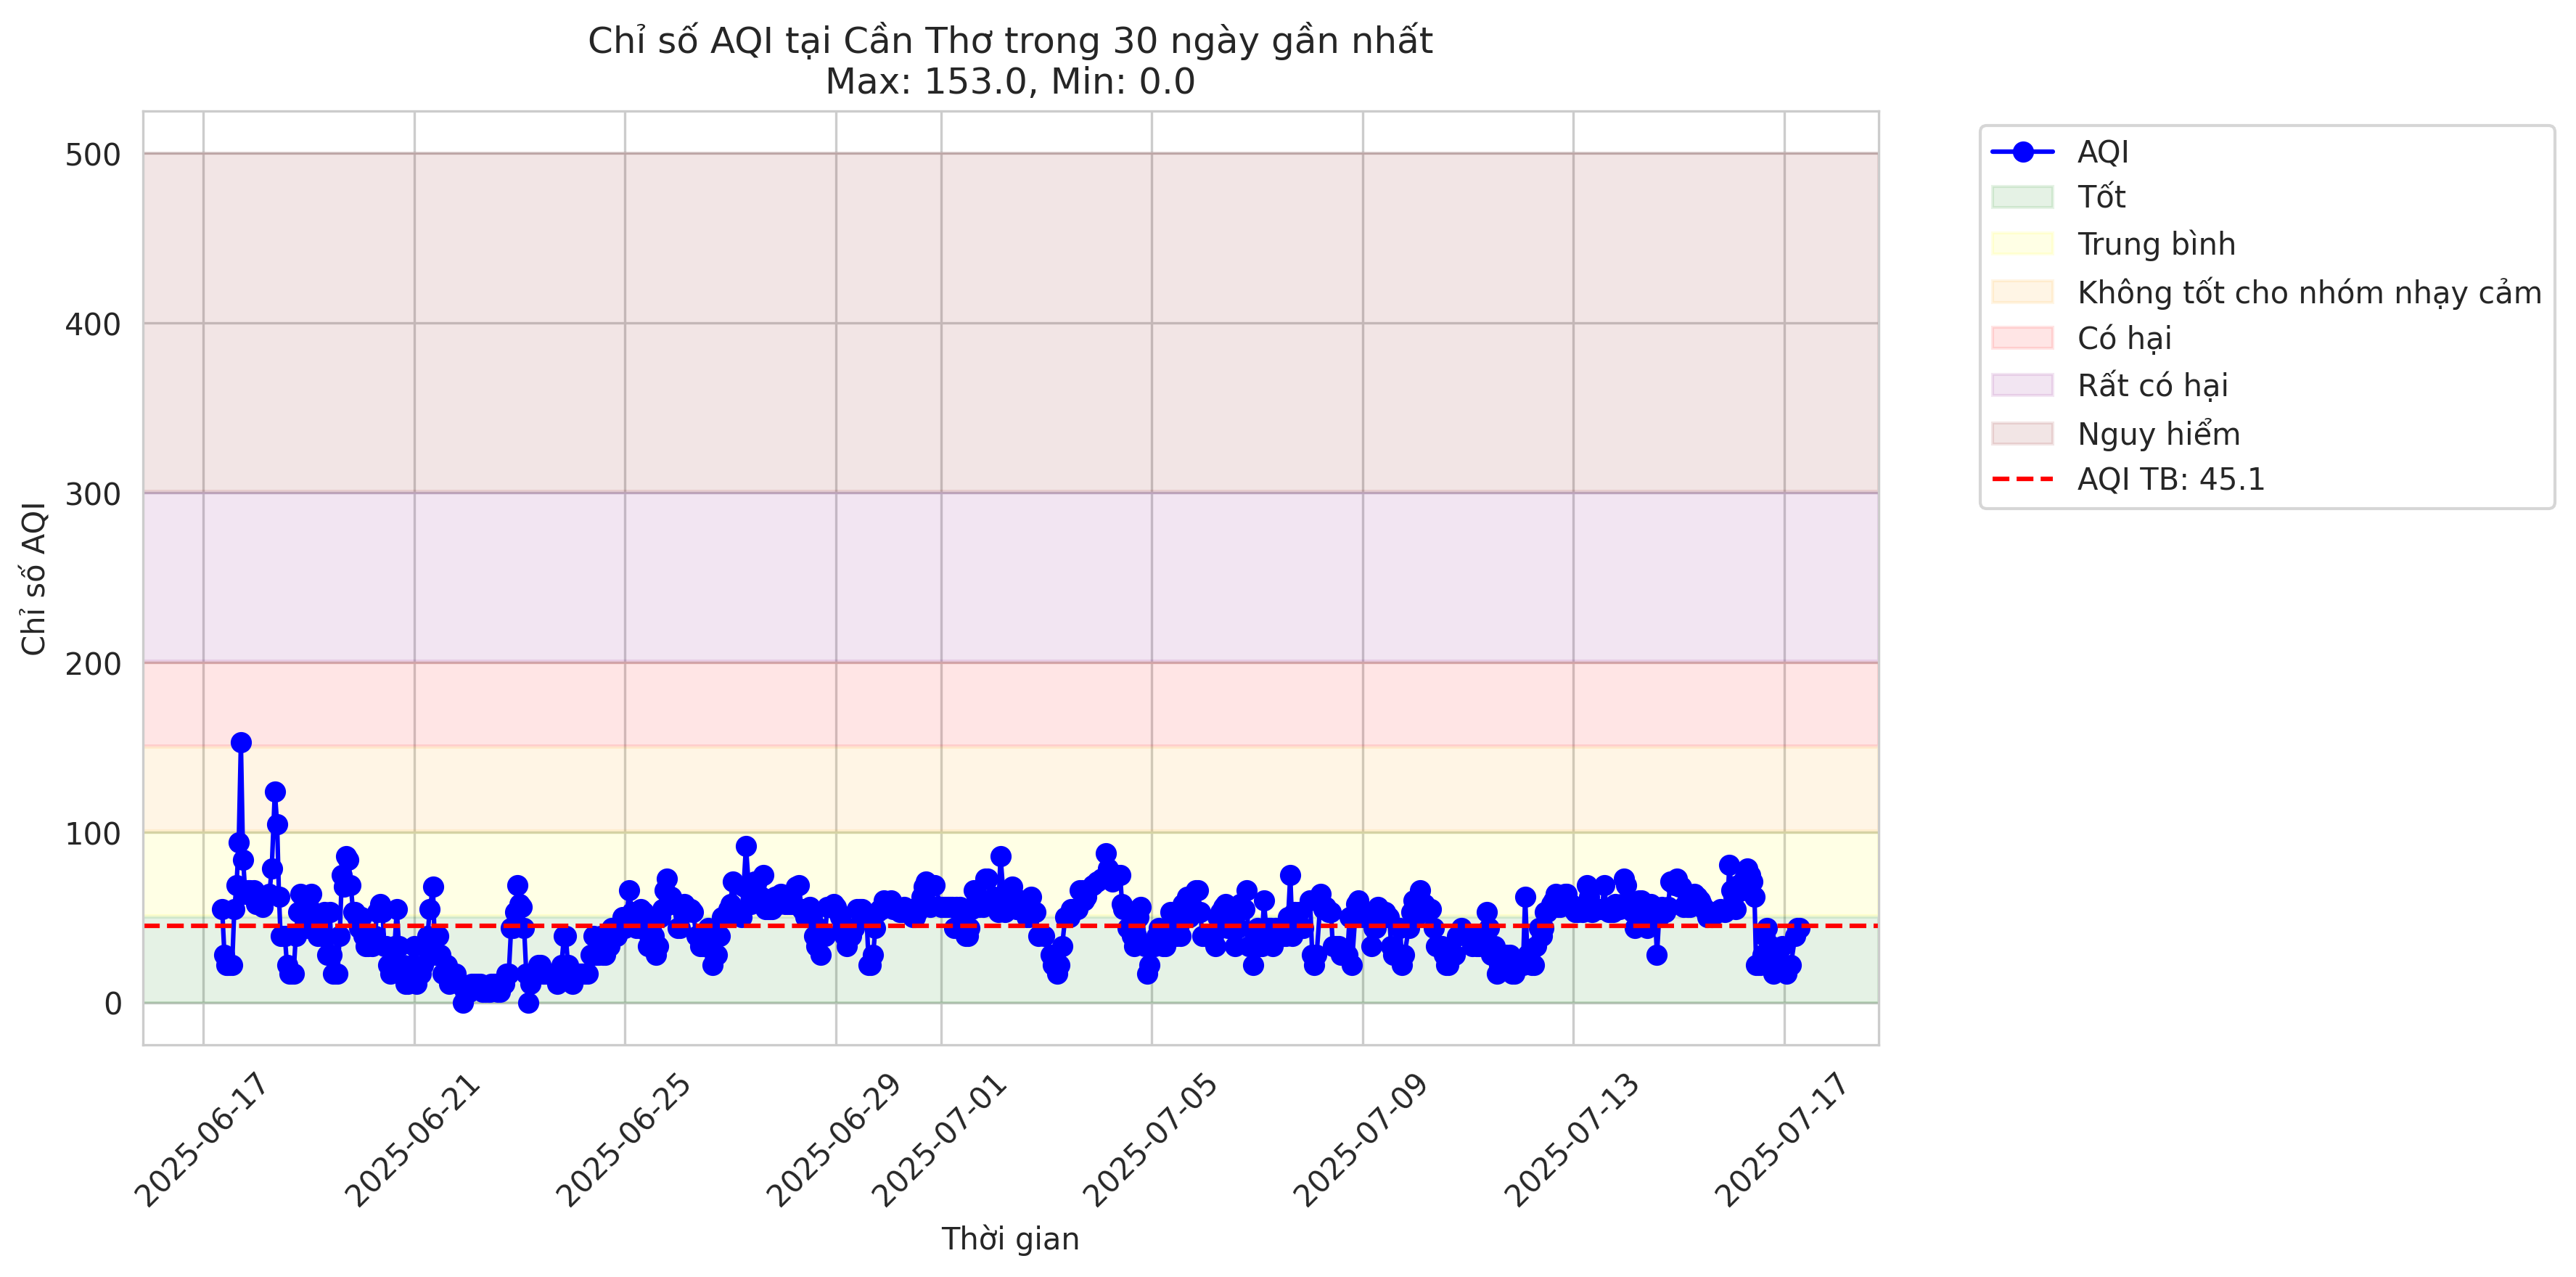 Chỉ số AQI tại Cần Thơ trong 30 ngày gần nhất
Max: 153.0, Min: 0.0
Chỉ số AQI
500
400
300
200
100
0
2025-06-17
2025-06-21
2025-06-25
2025-06-29
2025-07-01
2025-07-05
2025-07-09
2025-07-13
2025-07-17
Thời gian
AQI
Tốt
Trung bình
Không tốt cho nhóm nhạy cảm
Có hại
Rất có hại
Nguy hiểm
AQI TB: 45.1